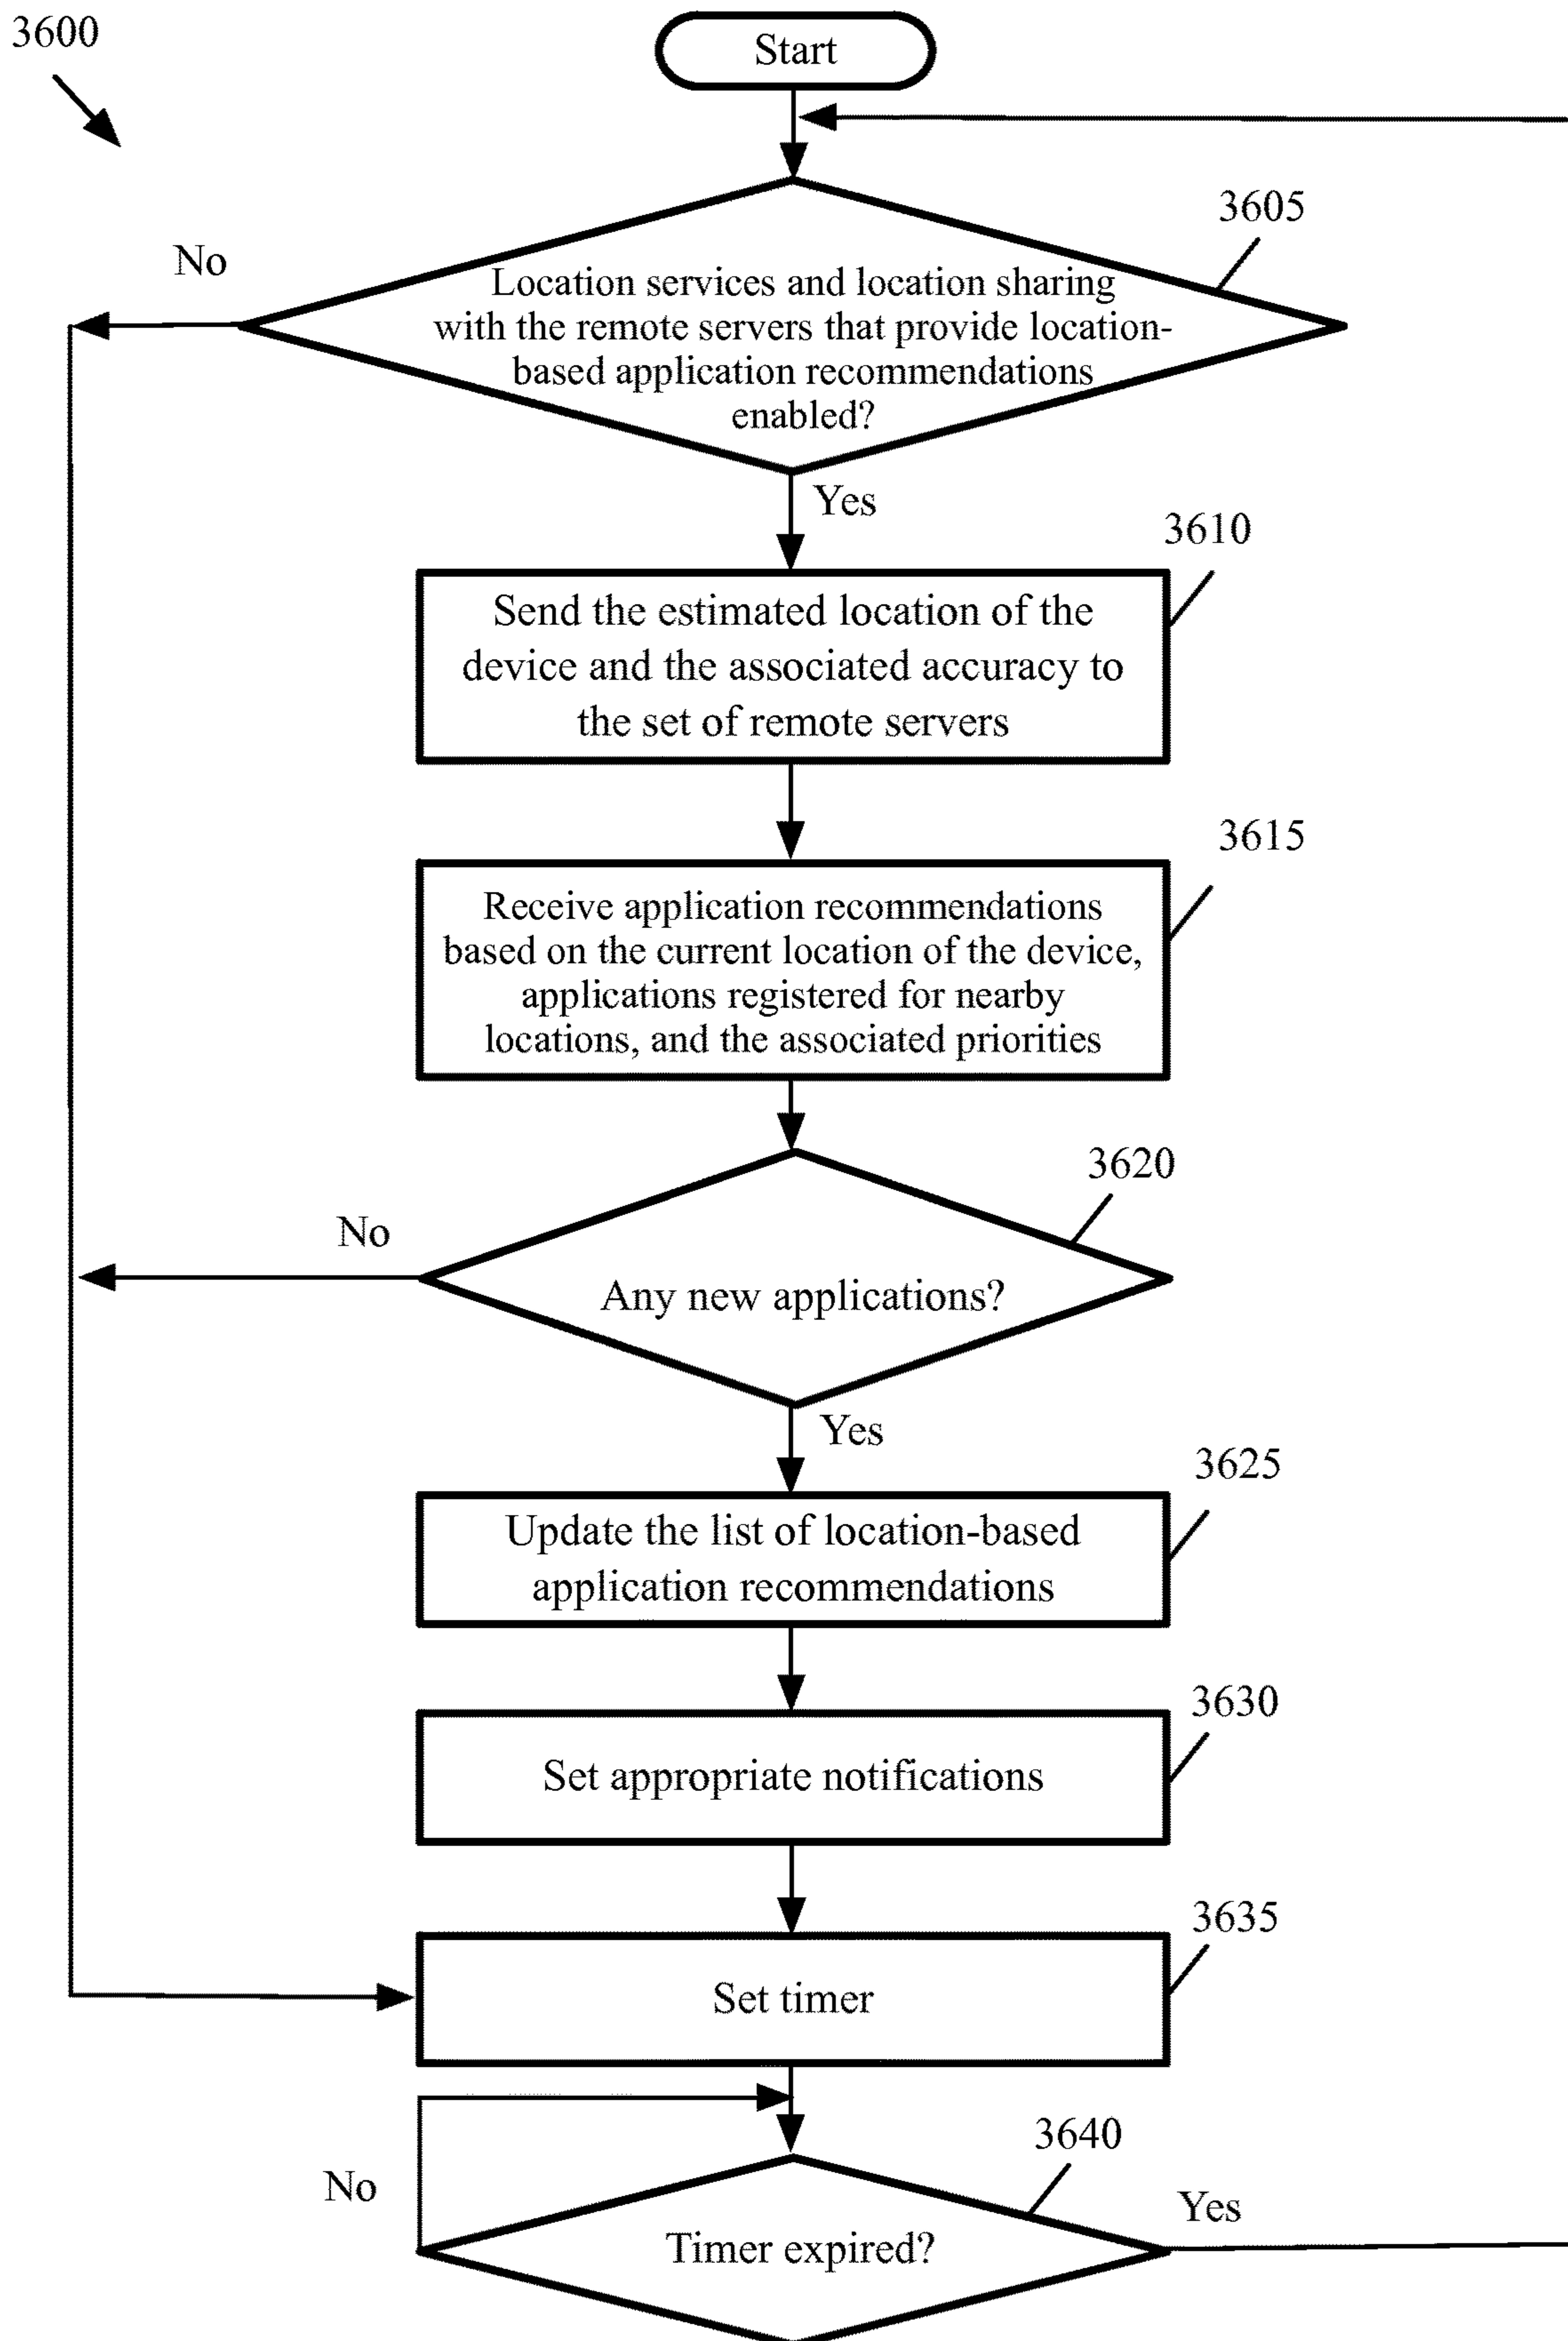 3600
Start
3605
No
Location services and location sharing
with the remote servers that provide location-
based application recommendations
enabled?
Yes
3610
Send the estimated location of the
device and the associated accuracy to
the set of remote servers
3615
Receive application recommendations
based on the current location of the device,
applications registered for nearby
locations, and the associated priorities
3620
No
Any new applications?
Yes
3625
Update the list of location-based
application recommendations
3630
Set appropriate notifications
3635
Set timer
3640
No
Yes
Timer expired?